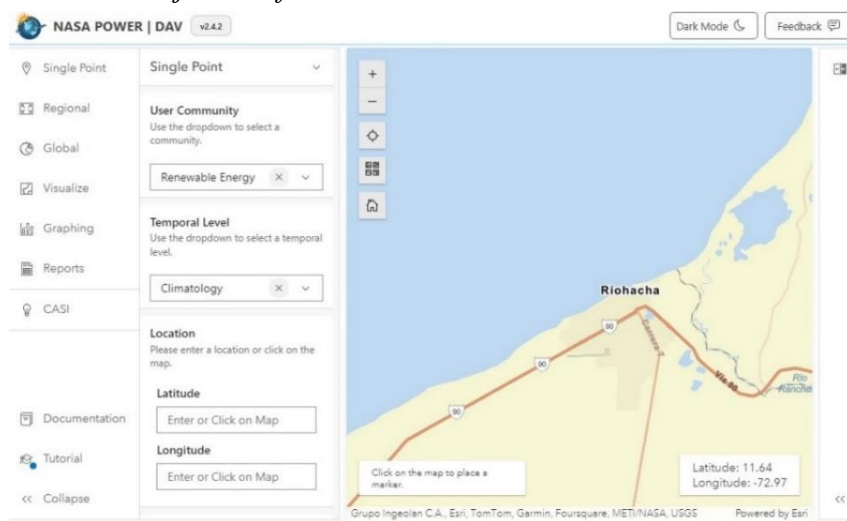 NASA POWER | DAV v2.4.2
Dark Mode
Feedback
Single Point
Regional
Global
Visualize
Graphing
Reports
CASI
Documentation
Tutorial
<< Collapse
Single Point
User Community
Use the dropdown to select a
community.
Renewable Energy
Temporal Level
Use the dropdown to select a temporal
level.
Climatology
Location
Please enter a location or click on the
map.
Latitude
Enter or Click on Map
Longitude
Enter or Click on Map
+
−
Riohacha
90
Carrera 7
90
Vía 90
Río
Ranchería
90
Click on the map to place a
marker.
Latitude: 11.64
Longitude: -72.97
<<
Grupo Ingeolan C.A., Esri, TomTom, Garmin, Foursquare, METI/NASA, USGS
Powered by Esri